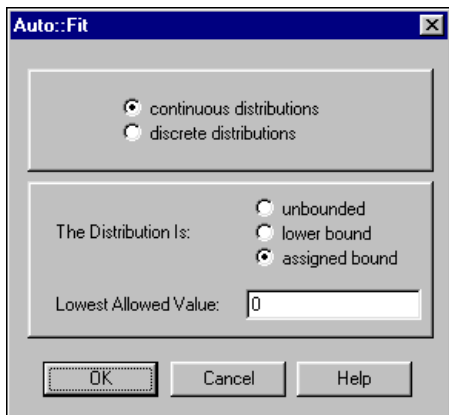 Auto::Fit
continuous distributions
discrete distributions
unbounded
The Distribution Is:
lower bound
assigned bound
Lowest Allowed Value: 0
OK Cancel Help